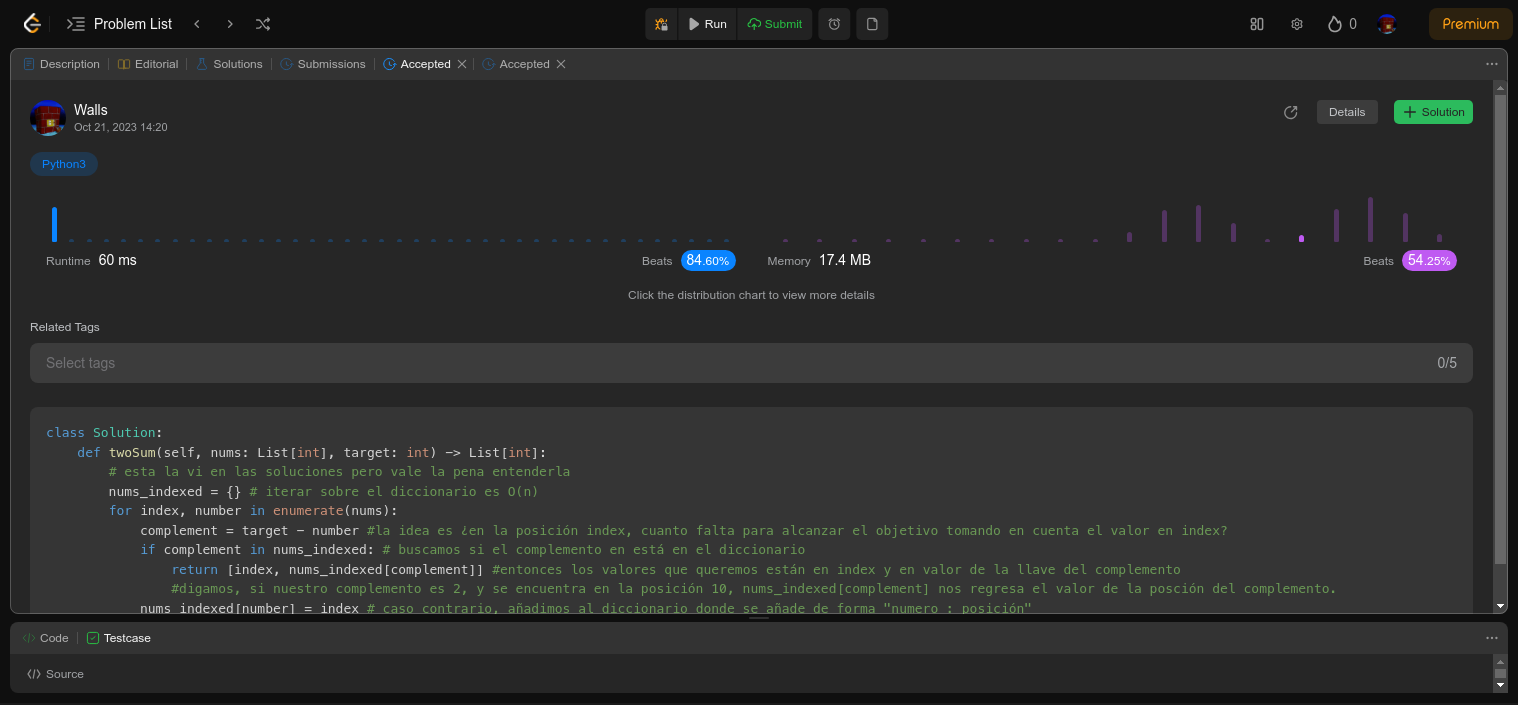 Problem List Run Submit 0 Premium
Description Editorial Solutions Submissions Accepted Accepted
Walls
Oct 21, 2023 14:20
Details Solution
Python3
Runtime 60 ms Beats 84.60% Memory 17.4 MB Beats 54.25%
Click the distribution chart to view more details
Related Tags
Select tags 0/5
class Solution:
def twoSum(self, nums: List[int], target: int) -> List[int]:
# esta la vi en las soluciones pero vale la pena entenderla
nums_indexed = {} # iterar sobre el diccionario es O(n)
for index, number in enumerate(nums):
complement = target - number #la idea es ¿en la posición index, cuanto falta para alcanzar el objetivo tomando en cuenta el valor en index?
if complement in nums_indexed: # buscamos si el complemento en está en el diccionario
return [index, nums_indexed[complement]] #entonces los valores que queremos están en index y en valor de la llave del complemento
#digamos, si nuestro complemento es 2, y se encuentra en la posición 10, nums_indexed[complement] nos regresa el valor de la posción del complemento.
nums_indexed[number] = index # caso contrario, añadimos al diccionario donde se añade de forma "numero : posición"
Code Testcase
Source